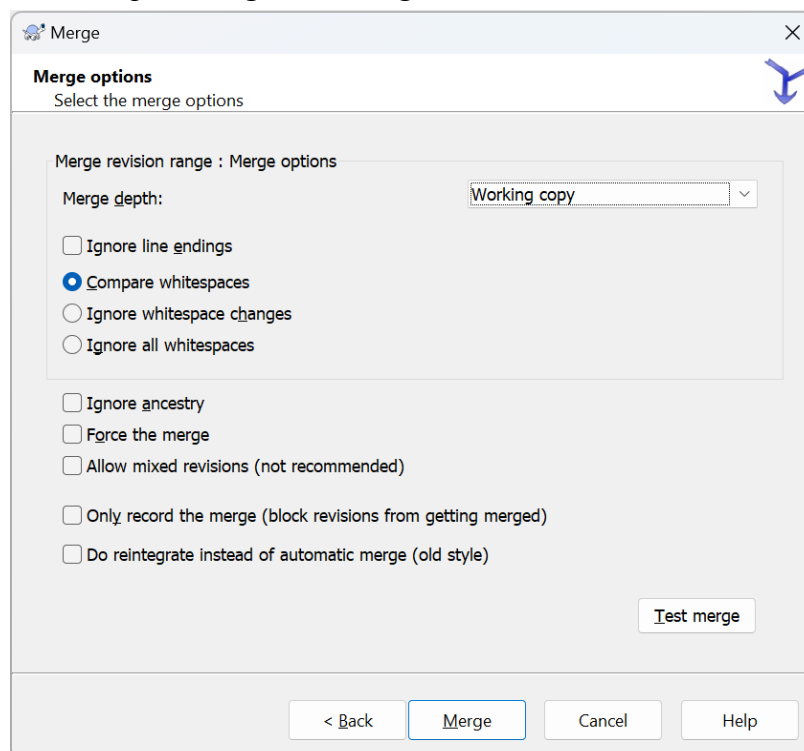 Merge
Merge options
Select the merge options
Merge revision range : Merge options
Merge depth:
Working copy
Ignore line endings
Compare whitespaces
Ignore whitespace changes
Ignore all whitespaces
Ignore ancestry
Force the merge
Allow mixed revisions (not recommended)
Only record the merge (block revisions from getting merged)
Do reintegrate instead of automatic merge (old style)
Test merge
< Back
Merge
Cancel
Help